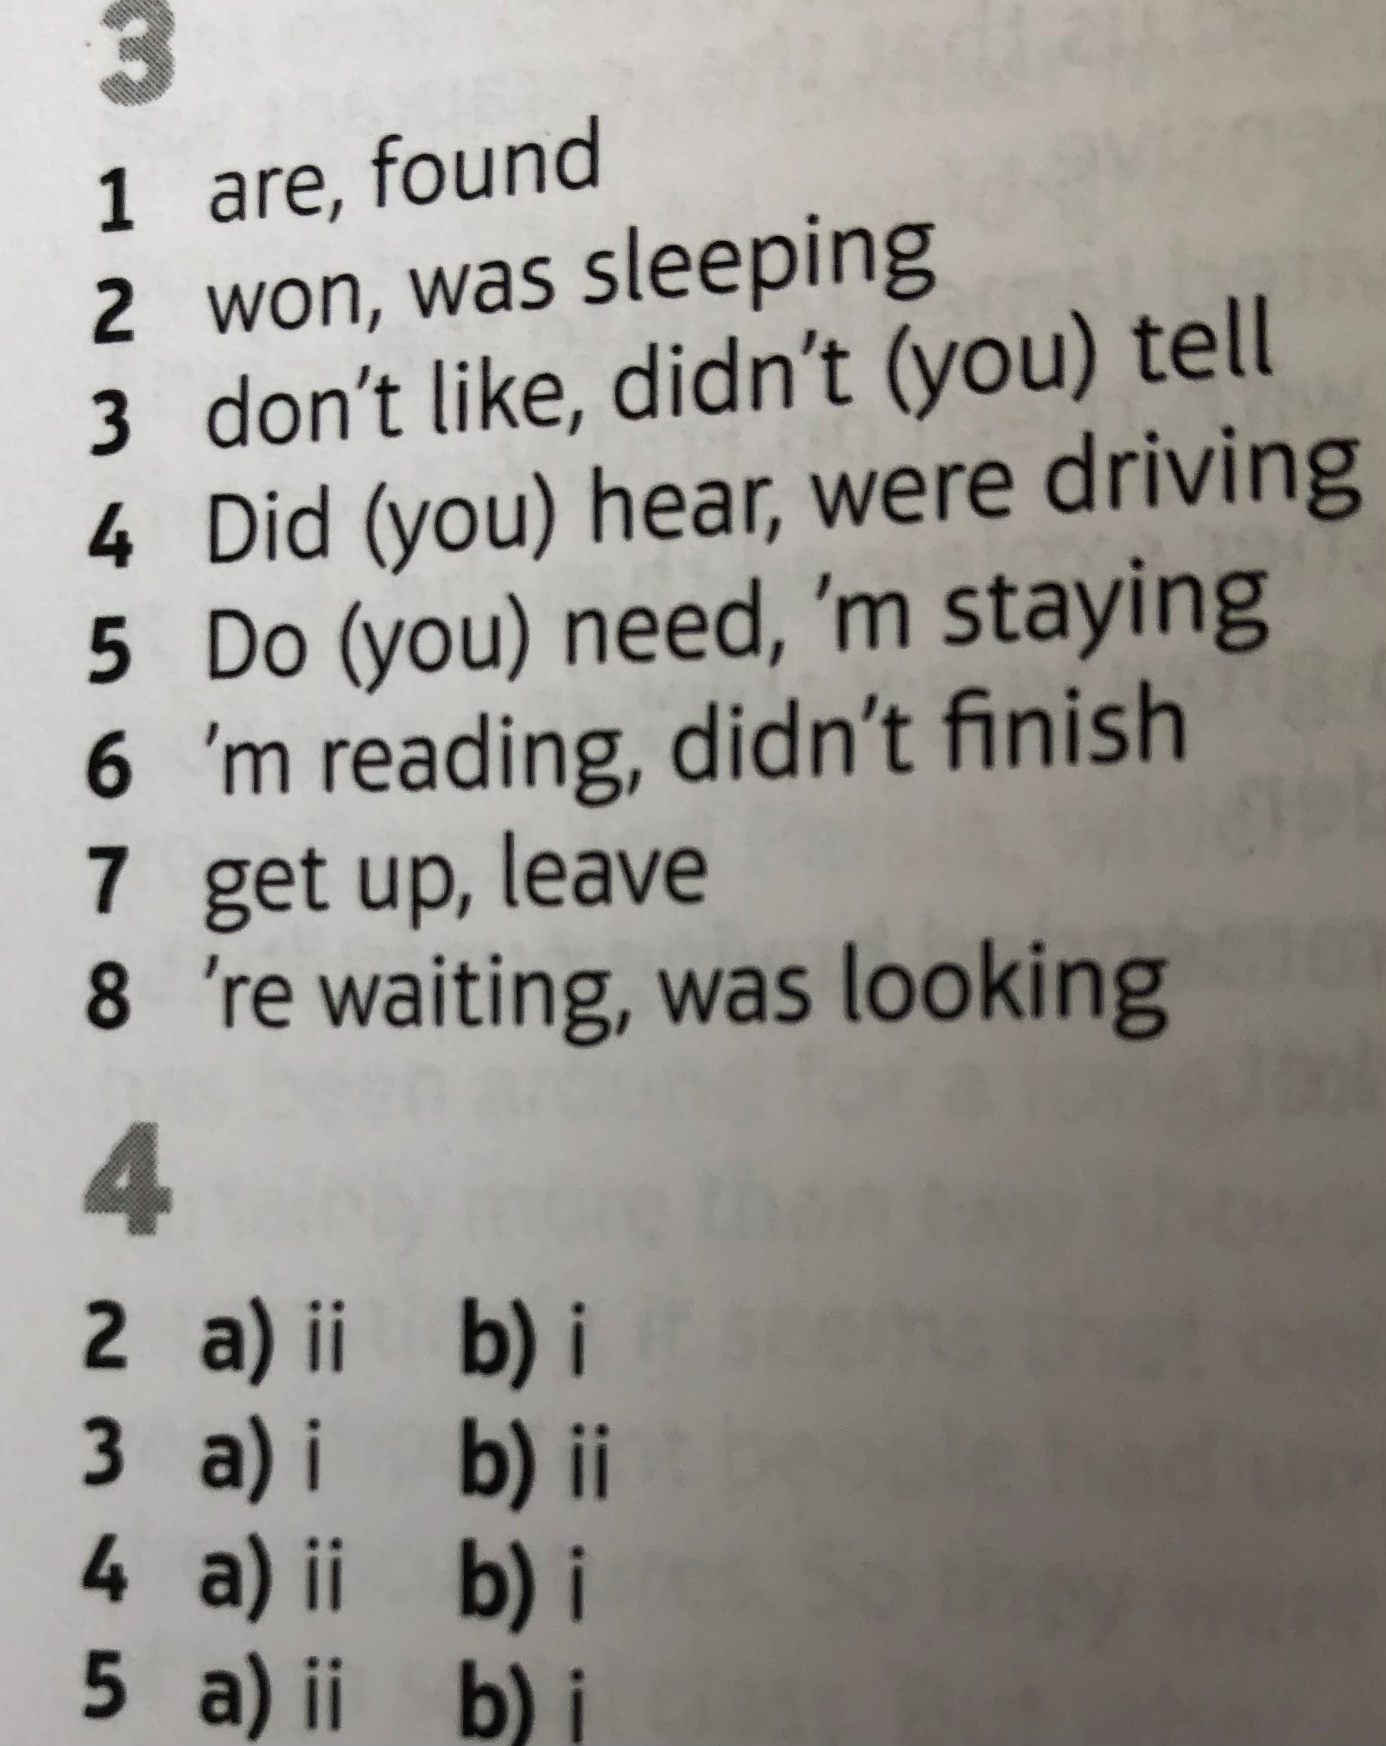 3
1 are, found
2 won, was sleeping
3 don't like, didn't (you) tell
4 Did (you) hear, were driving
5 Do (you) need, 'm staying
6 'm reading, didn't finish
7 get up, leave
8 're waiting, was looking
4
2 a) ii b) i
3 a) i b) ii
4 a) ii b) i
5 a) ii b) i